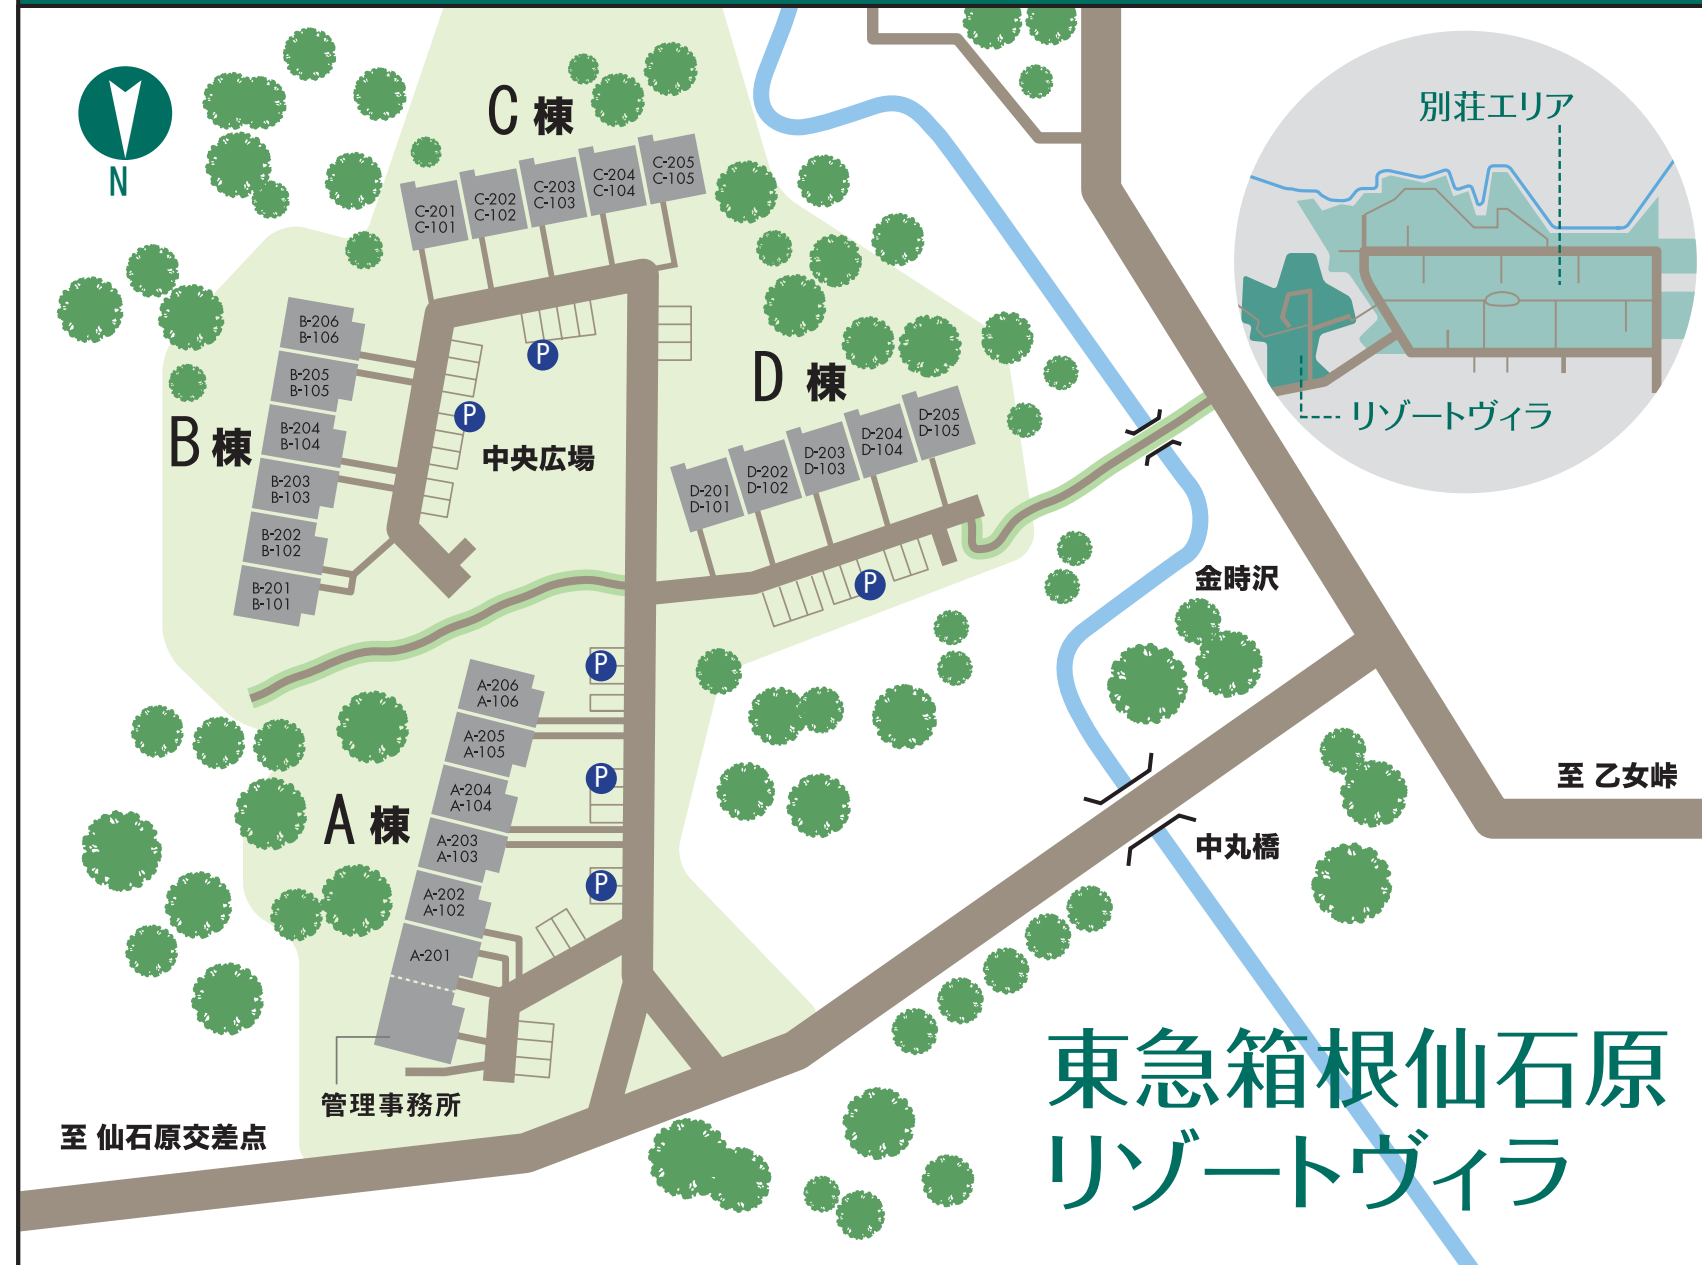 N
C 棟
C-201
C-101
C-202
C-102
C-203
C-103
C-204
C-104
C-205
C-105
B 棟
B-206
B-106
B-205
B-105
B-204
B-104
B-203
B-103
B-202
B-102
B-201
B-101
P
P
中央広場
D 棟
D-201
D-101
D-202
D-102
D-203
D-103
D-204
D-104
D-205
D-105
P
別荘エリア
リゾートヴィラ
金時沢
A 棟
A-206
A-106
A-205
A-105
A-204
A-104
A-203
A-103
A-202
A-102
A-201
P
P
P
管理事務所
至 仙石原交差点
至 乙女峠
中丸橋
東急箱根仙石原
リゾートヴィラ